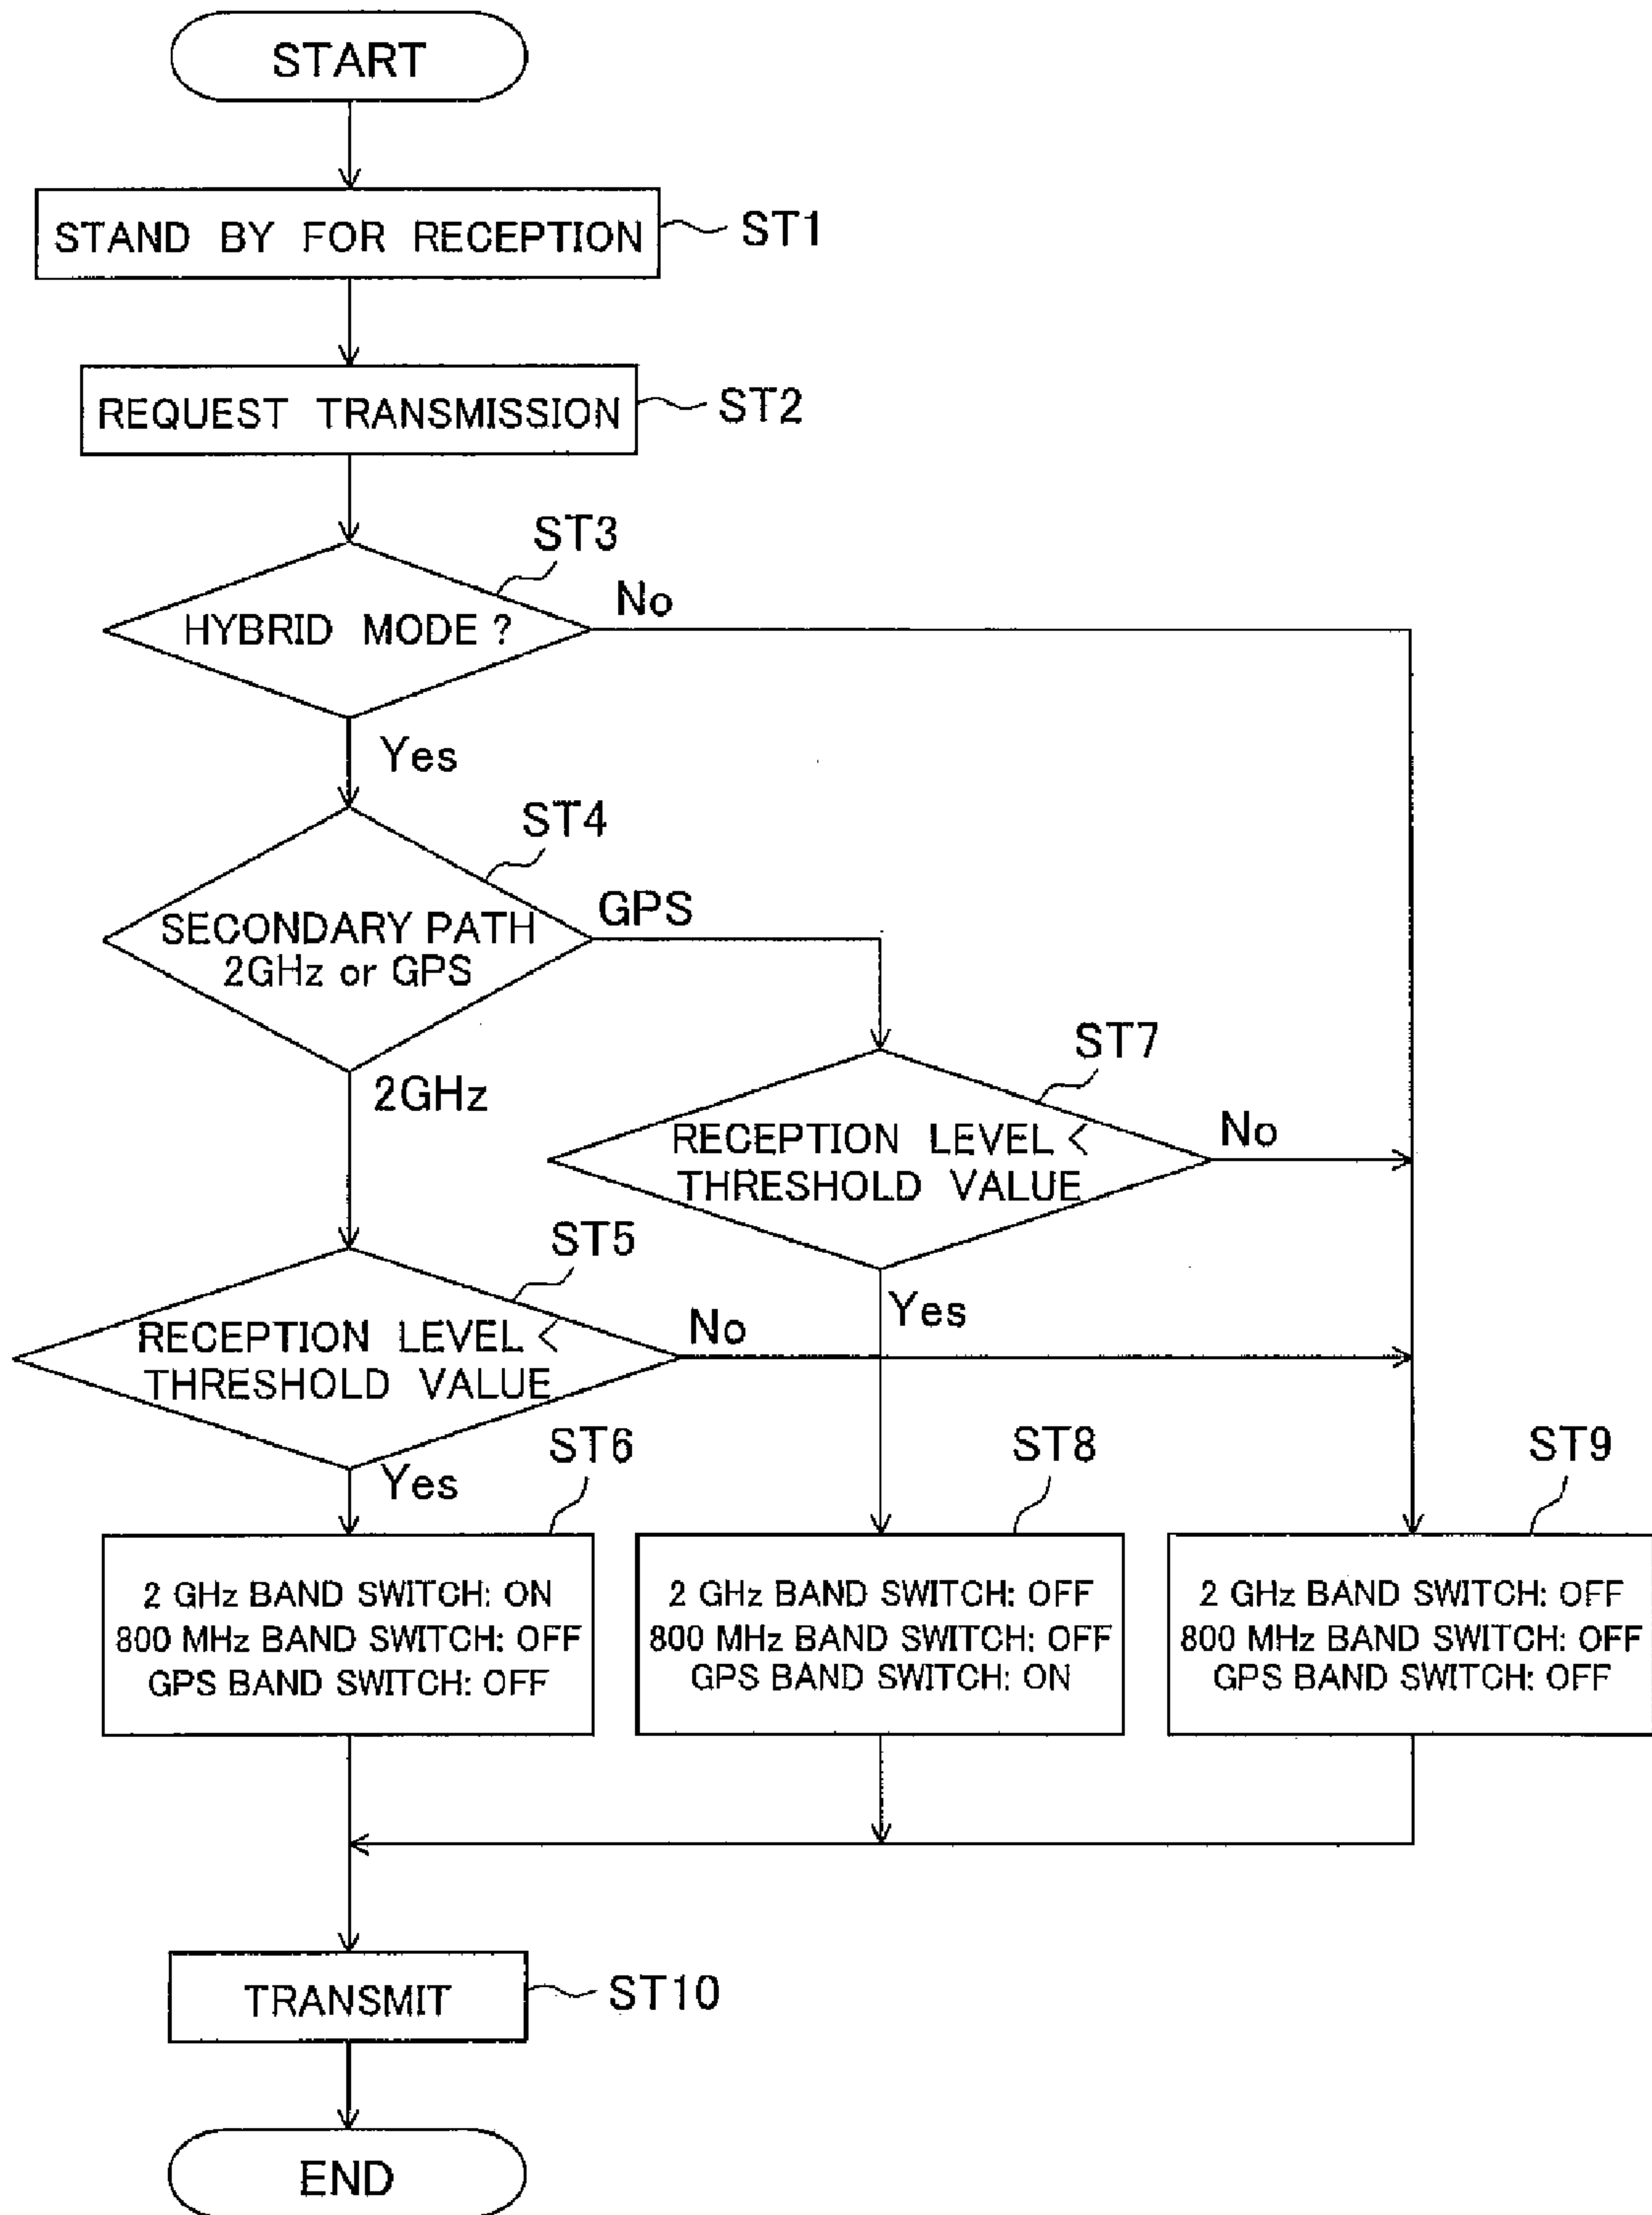 START
STAND BY FOR RECEPTION
ST1
REQUEST TRANSMISSION
ST2
ST3
HYBRID MODE ?
No
Yes
ST4
SECONDARY PATH
2GHz or GPS
GPS
2GHz
ST7
RECEPTION LEVEL <
THRESHOLD VALUE
No
Yes
ST5
RECEPTION LEVEL <
THRESHOLD VALUE
No
Yes
ST6
2 GHz BAND SWITCH: ON
800 MHz BAND SWITCH: OFF
GPS BAND SWITCH: OFF
ST8
2 GHz BAND SWITCH: OFF
800 MHz BAND SWITCH: OFF
GPS BAND SWITCH: ON
ST9
2 GHz BAND SWITCH: OFF
800 MHz BAND SWITCH: OFF
GPS BAND SWITCH: OFF
TRANSMIT
ST10
END